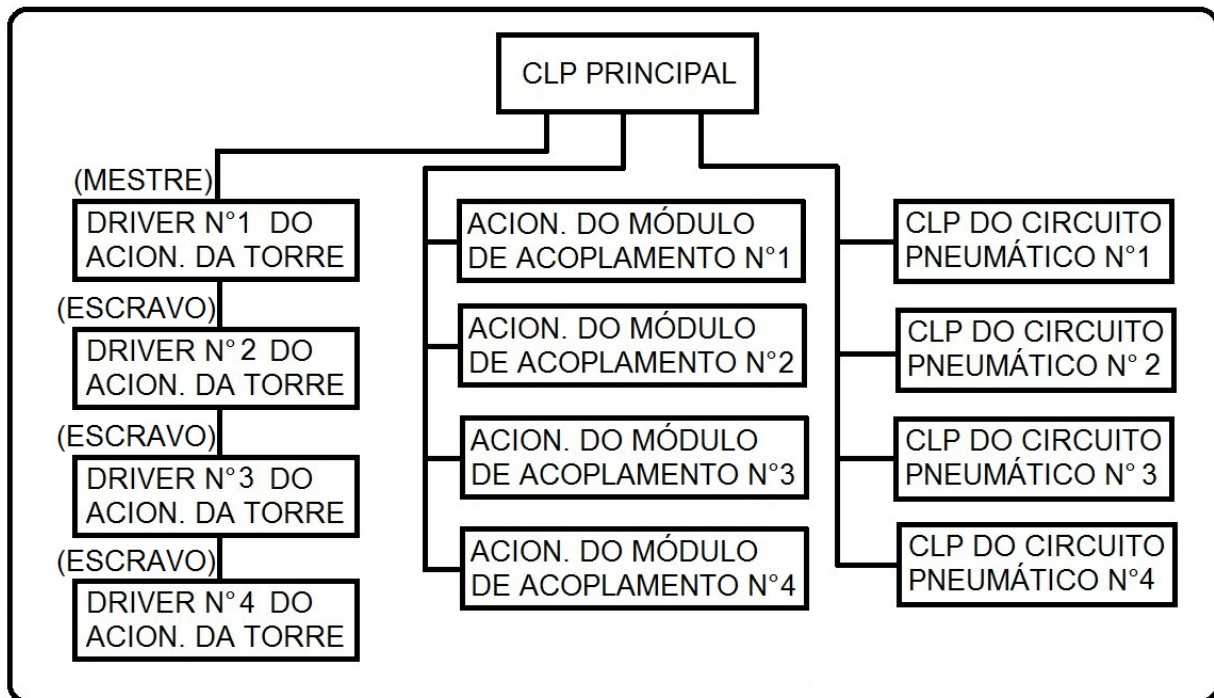 CLP PRINCIPAL
(MESTRE)
DRIVER N°1 DO
ACION. DA TORRE
(ESCRAVO)
DRIVER N°2 DO
ACION. DA TORRE
(ESCRAVO)
DRIVER N°3 DO
ACION. DA TORRE
(ESCRAVO)
DRIVER N°4 DO
ACION. DA TORRE
ACION. DO MÓDULO
DE ACOPLAMENTO N°1
ACION. DO MÓDULO
DE ACOPLAMENTO N°2
ACION. DO MÓDULO
DE ACOPLAMENTO N°3
ACION. DO MÓDULO
DE ACOPLAMENTO N°4
CLP DO CIRCUITO
PNEUMÁTICO N°1
CLP DO CIRCUITO
PNEUMÁTICO N° 2
CLP DO CIRCUITO
PNEUMÁTICO N° 3
CLP DO CIRCUITO
PNEUMÁTICO N°4